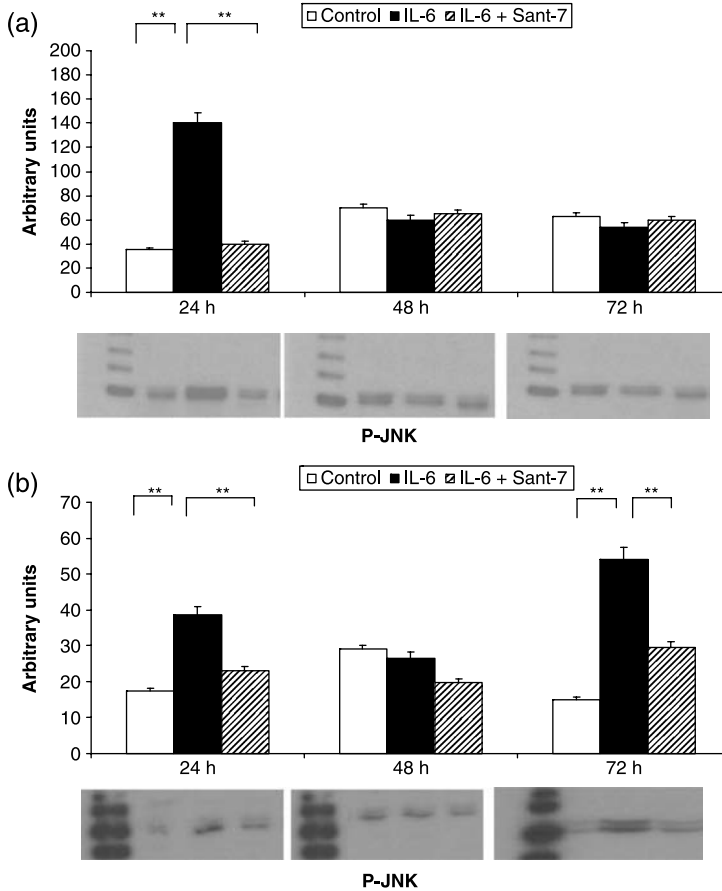 (a)
** **
Control IL-6 IL-6 + Sant-7
Arbitrary units
200
180
160
140
120
100
80
60
40
20
0
24 h 48 h 72 h
P-JNK
(b)
Control IL-6 IL-6 + Sant-7
** ** ** **
Arbitrary units
70
60
50
40
30
20
10
0
24 h 48 h 72 h
P-JNK